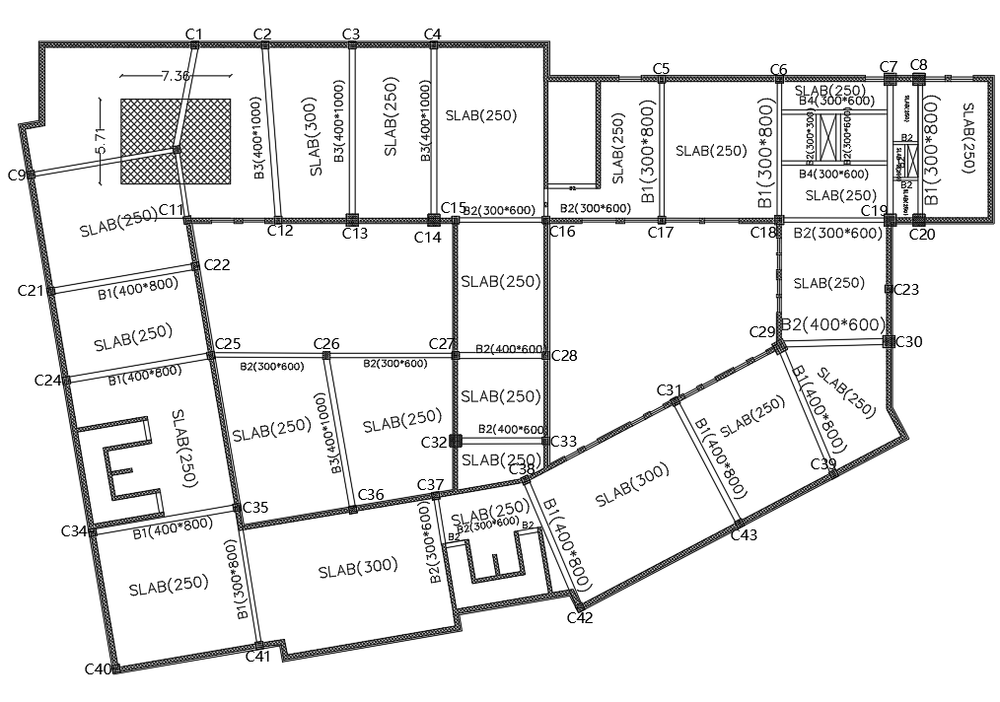 C1
C2
C3
C4
C5
C6
C7
C8
7.36
5.71
B3(400*1000)
SLAB(300)
B3(400*1000)
SLAB(250)
B3(400*1000)
SLAB(250)
SLAB(250)
B1(300*800)
SLAB(250)
B1(300*800)
SLAB(250)
B4(300*600)
B2(300*300)
B2(300*600)
B4(300*600)
SLAB(250)
B2
B2
B1(300*800)
SLAB(250)
C9
C11
C12
C13
C14
C15
B2(300*600)
B2(300*600)
C16
C17
C18
C19
C20
B2(300*600)
SLAB(250)
C21
C22
B1(400*800)
SLAB(250)
SLAB(250)
C23
B2(400*600)
C24
C25
B1(400*800)
B2(300*600)
C26
B2(300*600)
C27
B2(400*600
C28
C29
C30
SLAB(250)
SLAB(250)
B3(400*1000)
SLAB(250)
SLAB(250)
B2(400*600
C31
SLAB(250)
B1(400*800)
SLAB(250)
B1(400*800)
C32
C33
SLAB(250)
C34
C35
B1(400*800)
C36
C37
C38
C39
SLAB(300)
SLAB(250)
B2(300*600)
B2
B2
B2(300*600)
B1(400*800)
SLAB(250)
B1(300*800)
SLAB(300)
C40
C41
C42
C43